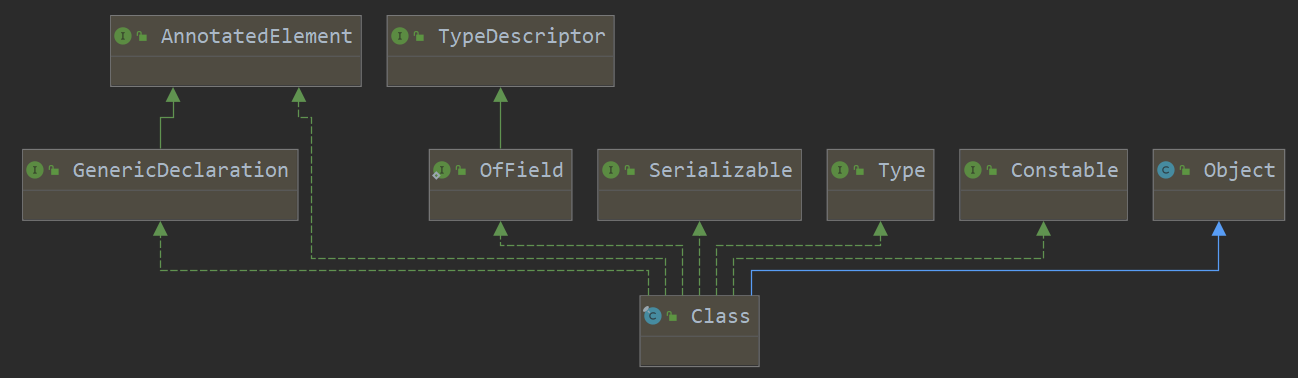 I AnnotatedElement
I TypeDescriptor
I GenericDeclaration
I OfField
I Serializable
I Type
I Constable
C Object
C Class